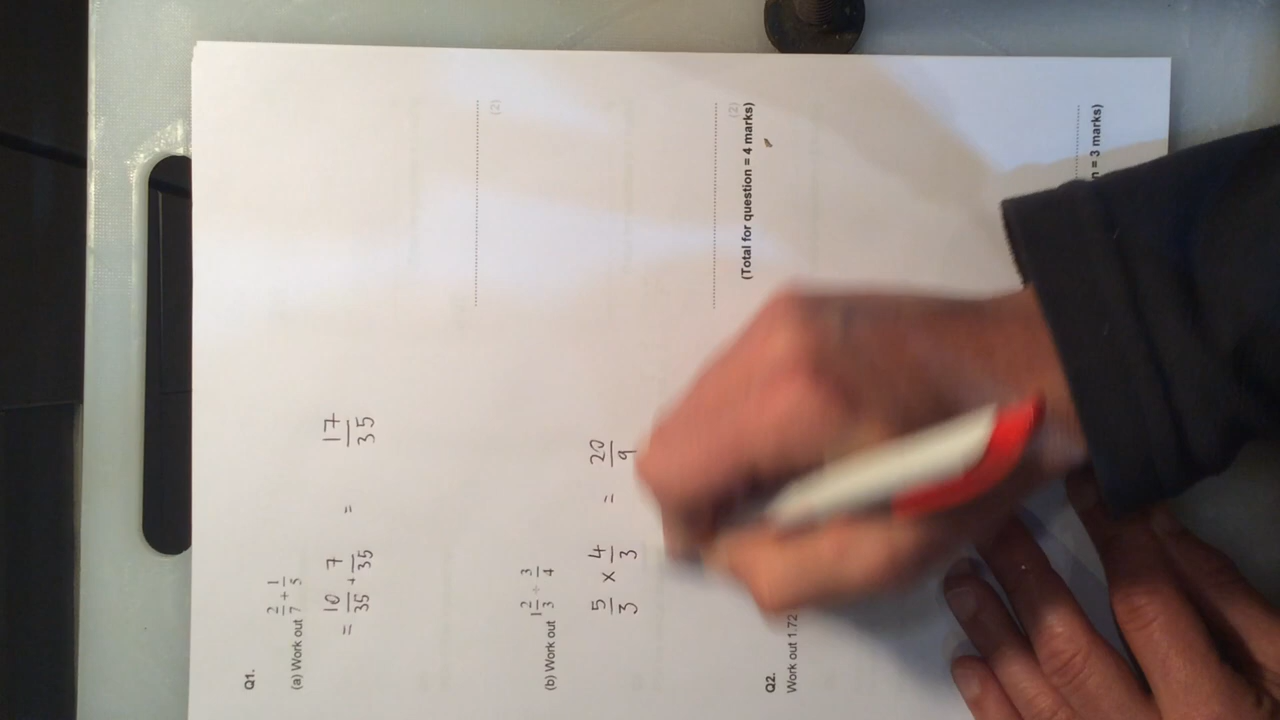 Q1.
(a) Work out 2/7 + 1/5
= 10/35 + 7/35 = 17/35
(2)
(b) Work out 1 2/3 ÷ 3/4
5/3 × 4/3 = 20/9
(2)
(Total for question = 4 marks)
Q2.
Work out 1.72
n = 3 marks)